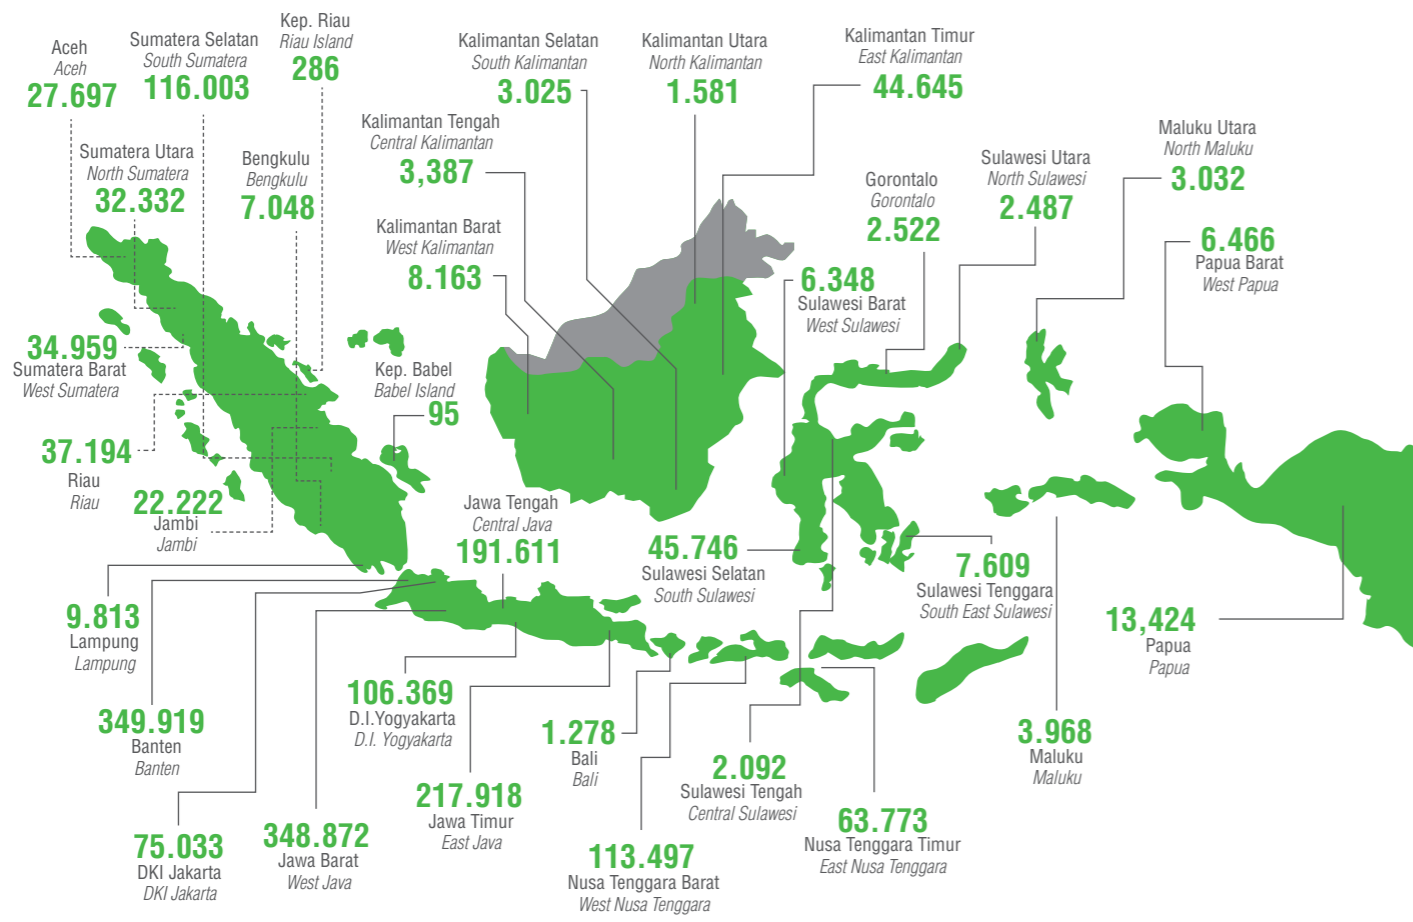 Aceh
Aceh
27.697
Sumatera Selatan
South Sumatera
116.003
Kep. Riau
Riau Island
286
Kalimantan Selatan
South Kalimantan
3.025
Kalimantan Utara
North Kalimantan
1.581
Kalimantan Timur
East Kalimantan
44.645
Sumatera Utara
North Sumatera
32.332
Bengkulu
Bengkulu
7.048
Kalimantan Tengah
Central Kalimantan
3,387
Kalimantan Barat
West Kalimantan
8.163
Gorontalo
Gorontalo
2.522
Sulawesi Utara
North Sulawesi
2.487
Maluku Utara
North Maluku
3.032
6.466
Papua Barat
West Papua
6.348
Sulawesi Barat
West Sulawesi
34.959
Sumatera Barat
West Sumatera
Kep. Babel
Babel Island
95
37.194
Riau
Riau
22.222
Jambi
Jambi
Jawa Tengah
Central Java
191.611
45.746
Sulawesi Selatan
South Sulawesi
7.609
Sulawesi Tenggara
South East Sulawesi
13,424
Papua
Papua
9.813
Lampung
Lampung
349.919
Banten
Banten
106.369
D.I.Yogyakarta
D.I. Yogyakarta
1.278
Bali
Bali
2.092
Sulawesi Tengah
Central Sulawesi
3.968
Maluku
Maluku
75.033
DKI Jakarta
DKI Jakarta
348.872
Jawa Barat
West Java
217.918
Jawa Timur
East Java
113.497
Nusa Tenggara Barat
West Nusa Tenggara
63.773
Nusa Tenggara Timur
East Nusa Tenggara